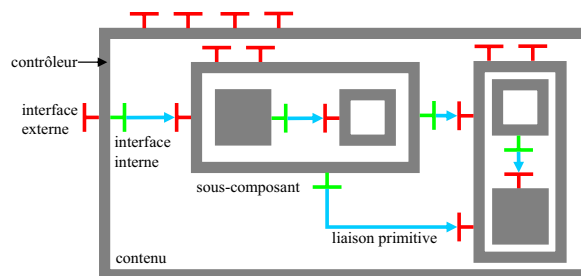 contrôleur
interface
externe
interface
interne
sous-composant
liaison primitive
contenu